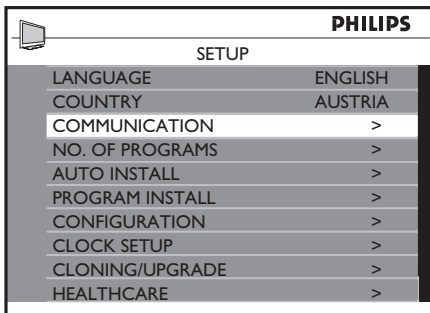 PHILIPS
SETUP
LANGUAGE ENGLISH
COUNTRY AUSTRIA
COMMUNICATION >
NO. OF PROGRAMS >
AUTO INSTALL >
PROGRAM INSTALL >
CONFIGURATION >
CLOCK SETUP >
CLONING/UPGRADE >
HEALTHCARE >